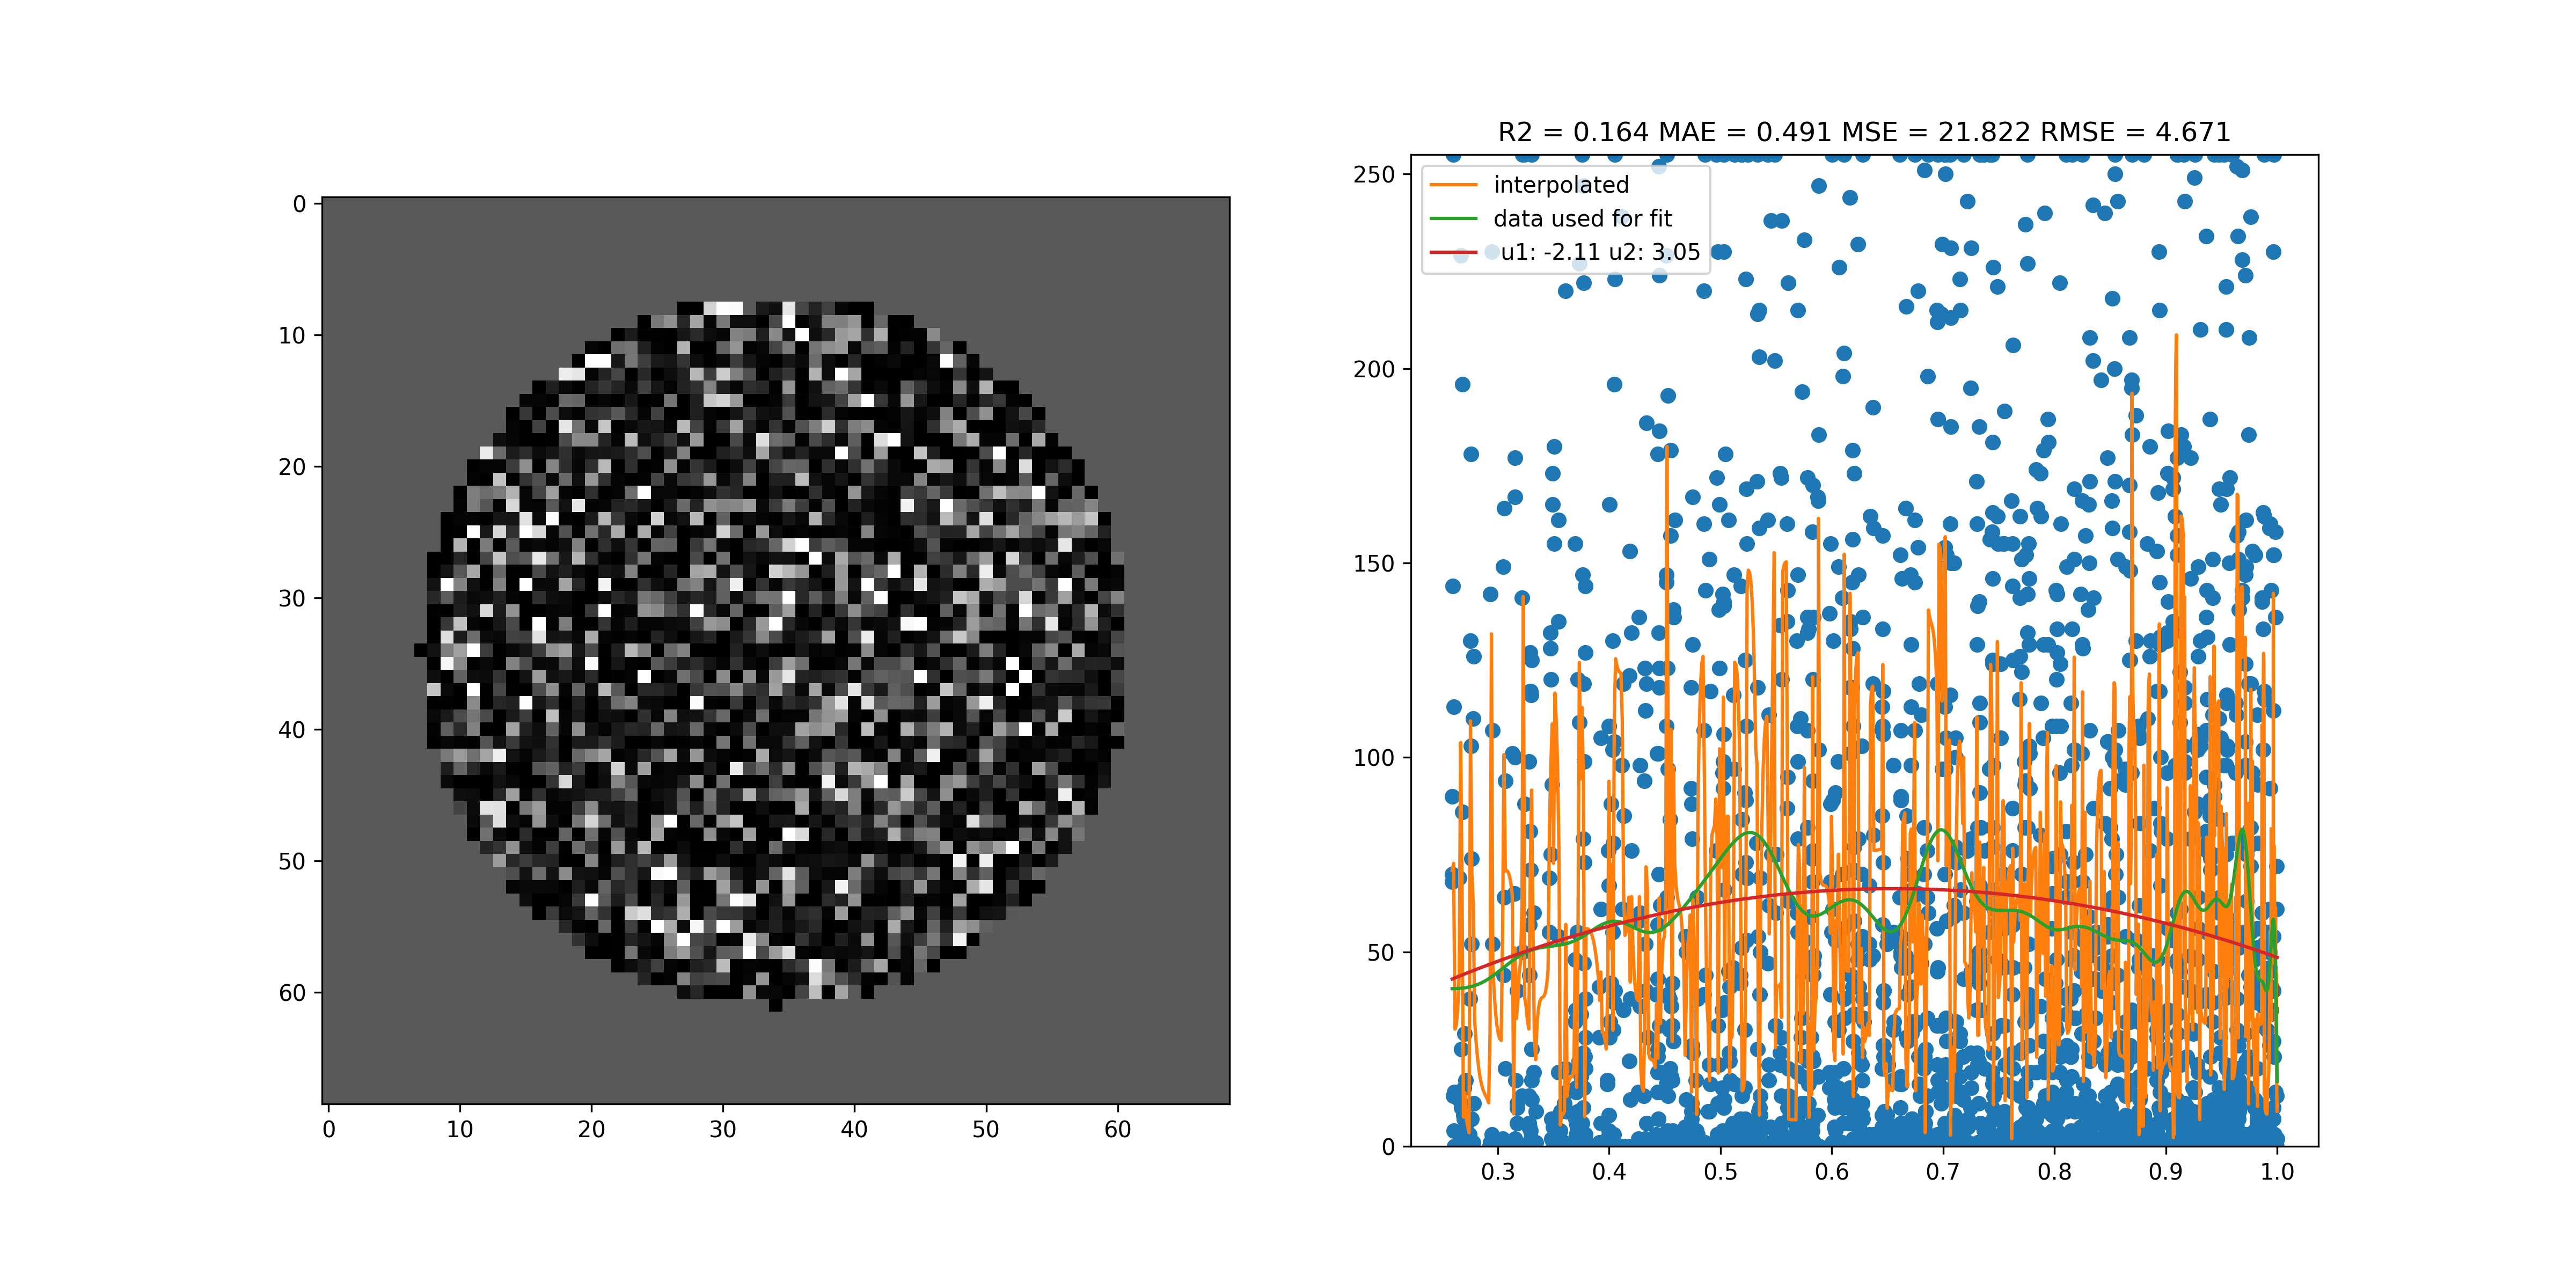 R2 = 0.164 MAE = 0.491 MSE = 21.822 RMSE = 4.671
0
10
20
30
40
50
60
0 10 20 30 40 50 60
250
200
150
100
50
0
interpolated
data used for fit
u1: -2.11 u2: 3.05
0.3 0.4 0.5 0.6 0.7 0.8 0.9 1.0